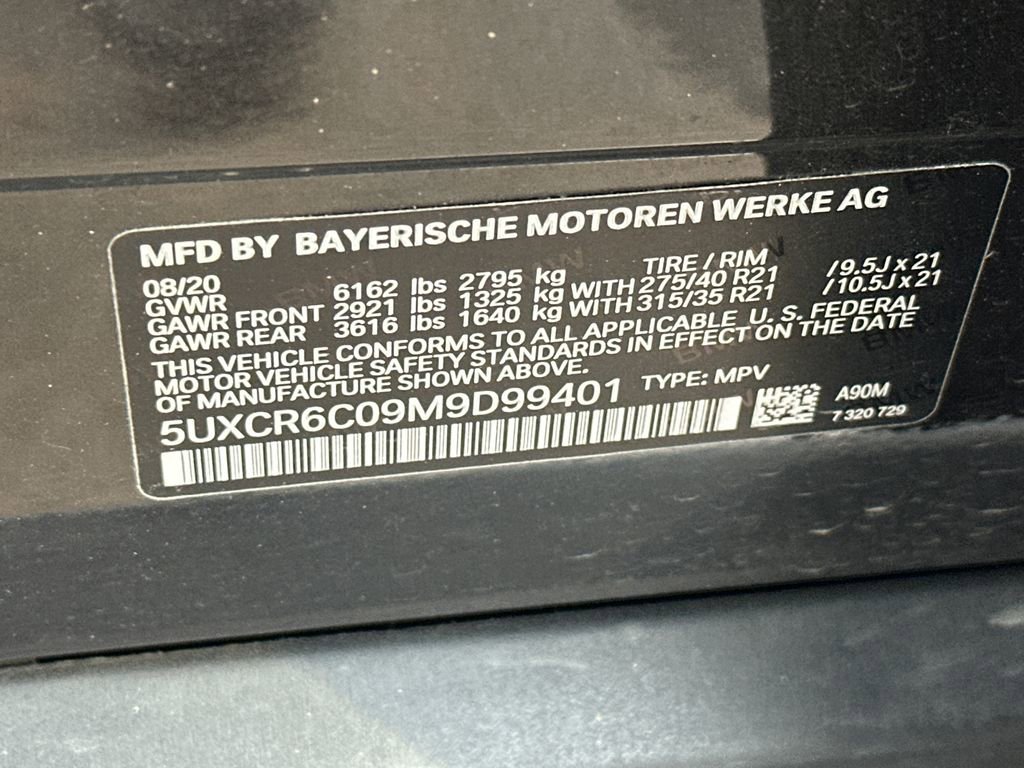 MFD BY BAYERISCHE MOTOREN WERKE AG
08/20 TIRE / RIM
GVWR 6162 lbs 2795 kg
GAWR FRONT 2921 lbs 1325 kg WITH 275/40 R21 /9.5J x 21
GAWR REAR 3616 lbs 1640 kg WITH 315/35 R21 /10.5J x 21
THIS VEHICLE CONFORMS TO ALL APPLICABLE U. S. FEDERAL
MOTOR VEHICLE SAFETY STANDARDS IN EFFECT ON THE DATE
OF MANUFACTURE SHOWN ABOVE.
5UXCR6C09M9D99401 TYPE: MPV
A90M
7 320 729